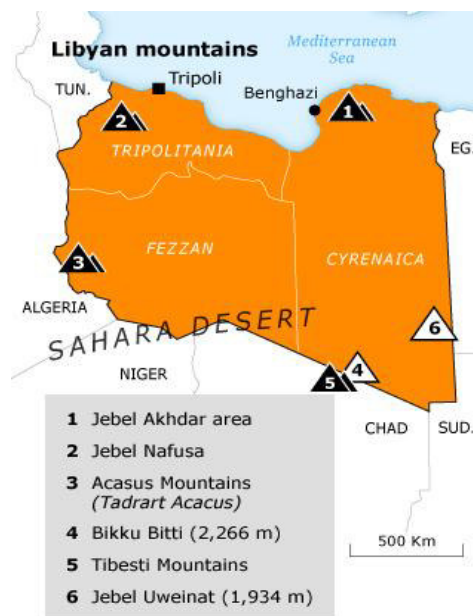 Libyan mountains
Mediterranean
Sea
TUN.
Tripoli
Benghazi
1
2
TRIPOLITANIA
EG.
3
FEZZAN
CYRENAICA
ALGERIA
SAHARA DESERT
6
NIGER
4
5
CHAD
SUD.
1 Jebel Akhdar area
2 Jebel Nafusa
3 Acasus Mountains
(Tadrart Acacus)
4 Bikku Bitti (2,266 m)
5 Tibesti Mountains
6 Jebel Uweinat (1,934 m)
500 Km